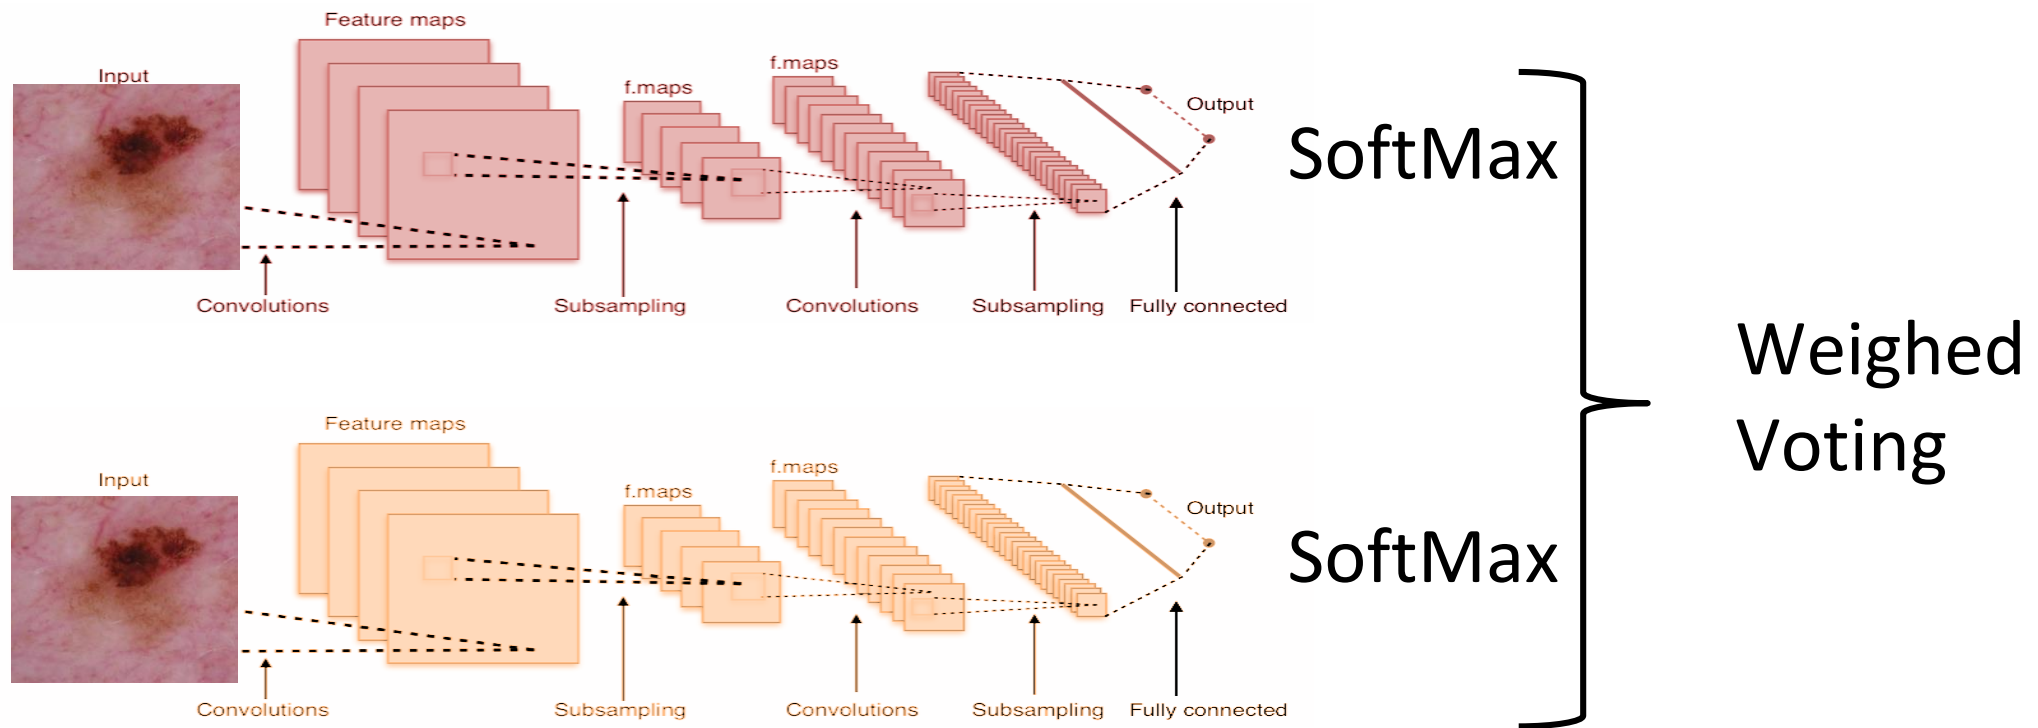 Feature maps
Input
f.maps
f.maps
Output
SoftMax
Convolutions
Subsampling
Convolutions
Subsampling
Fully connected
Weighed
Voting
Feature maps
Input
f.maps
f.maps
Output
SoftMax
Convolutions
Subsampling
Convolutions
Subsampling
Fully connected